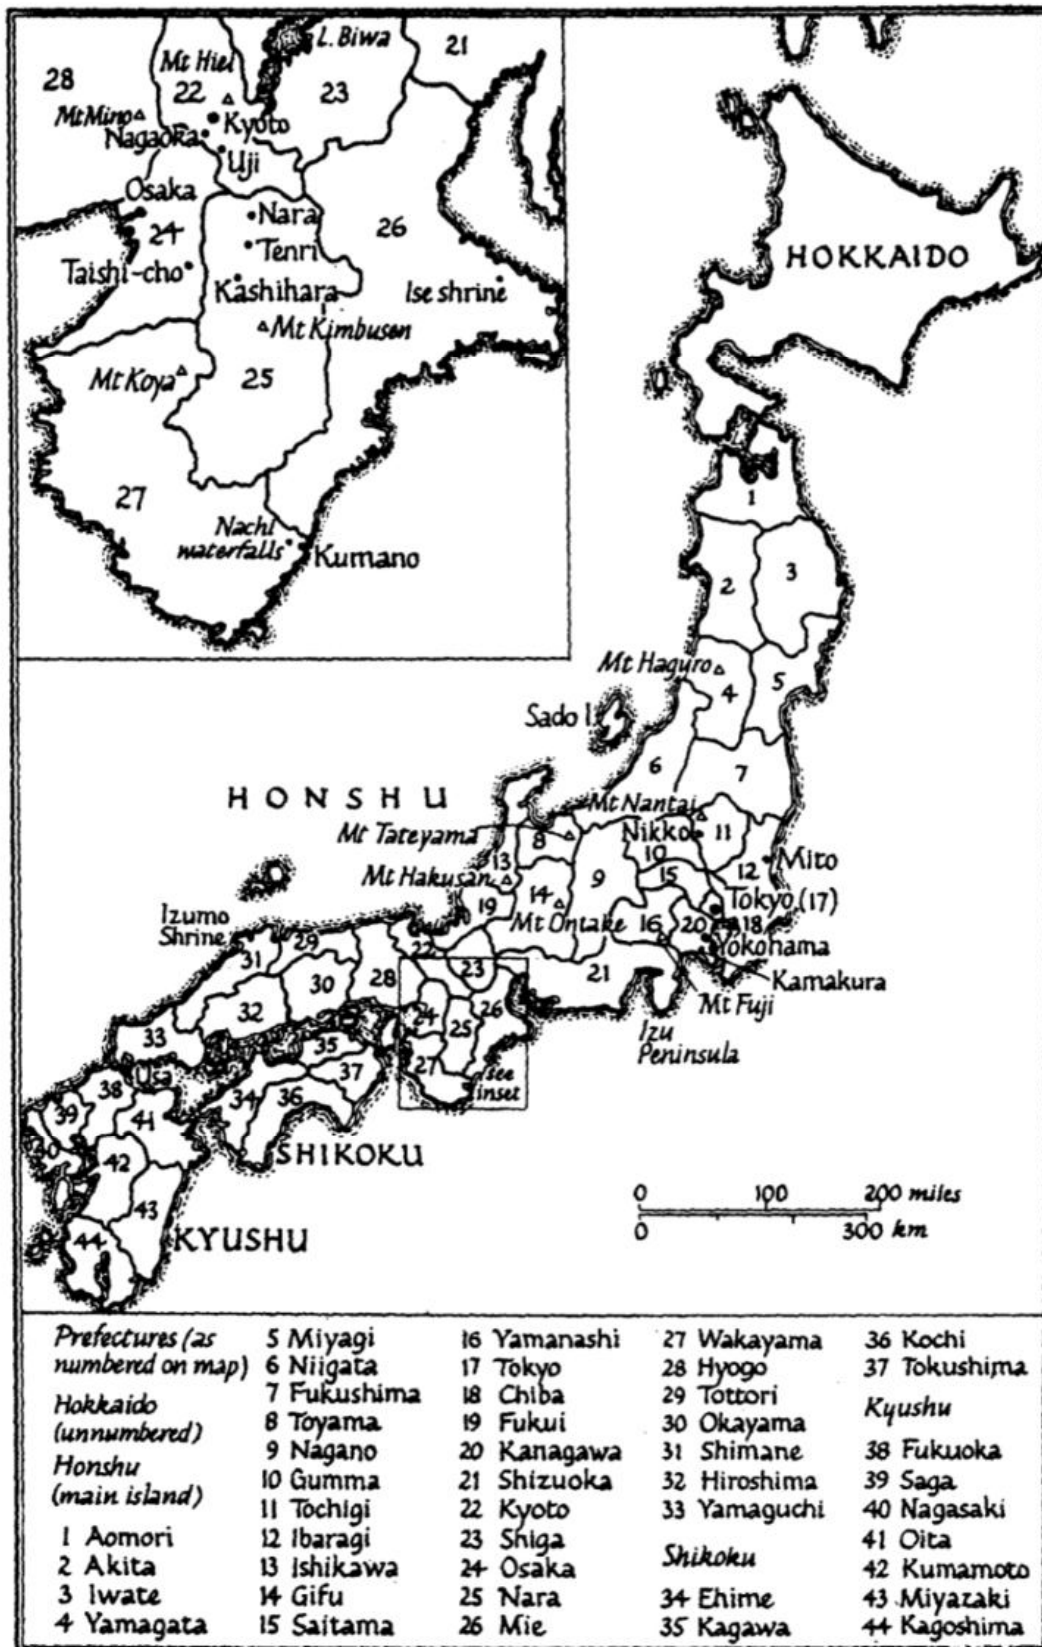 L. Biwa
21
28
Mt Hiei
22
23
Mt Mino
Kyoto
Nagaoka
Uji
Osaka
24
Nara
26
Tenri
Taishi-cho
Kashihara
Ise shrine
Mt Kimbusen
Mt Koya
25
27
Nachi
waterfalls
Kumano
HOKKAIDO
1
2
3
Mt Haguro
4
5
Sado I.
6
7
HONSHU
Mt Nantai
Mt Tateyama
8
Nikko
11
10
13
Mito
12
Mt Hakusan
14
9
15
Tokyo (17)
19
Mt Ontake
16
20
18
Izumo
Shrine
22
Yokohama
31
29
28
23
21
Kamakura
30
26
Mt Fuji
32
24
25
Izu
Peninsula
33
35
27
see
inset
Usa
38
37
39
34
36
41
40
42
SHIKOKU
43
0 100 200 miles
0 300 km
44
KYUSHU
Prefectures (as
numbered on map)
Hokkaido
(unnumbered)
Honshu
(main island)
1 Aomori
2 Akita
3 Iwate
4 Yamagata
5 Miyagi
6 Niigata
7 Fukushima
8 Toyama
9 Nagano
10 Gumma
11 Tochigi
12 Ibaragi
13 Ishikawa
14 Gifu
15 Saitama
16 Yamanashi
17 Tokyo
18 Chiba
19 Fukui
20 Kanagawa
21 Shizuoka
22 Kyoto
23 Shiga
24 Osaka
25 Nara
26 Mie
27 Wakayama
28 Hyogo
29 Tottori
30 Okayama
31 Shimane
32 Hiroshima
33 Yamaguchi
Shikoku
34 Ehime
35 Kagawa
36 Kochi
37 Tokushima
Kyushu
38 Fukuoka
39 Saga
40 Nagasaki
41 Oita
42 Kumamoto
43 Miyazaki
44 Kagoshima